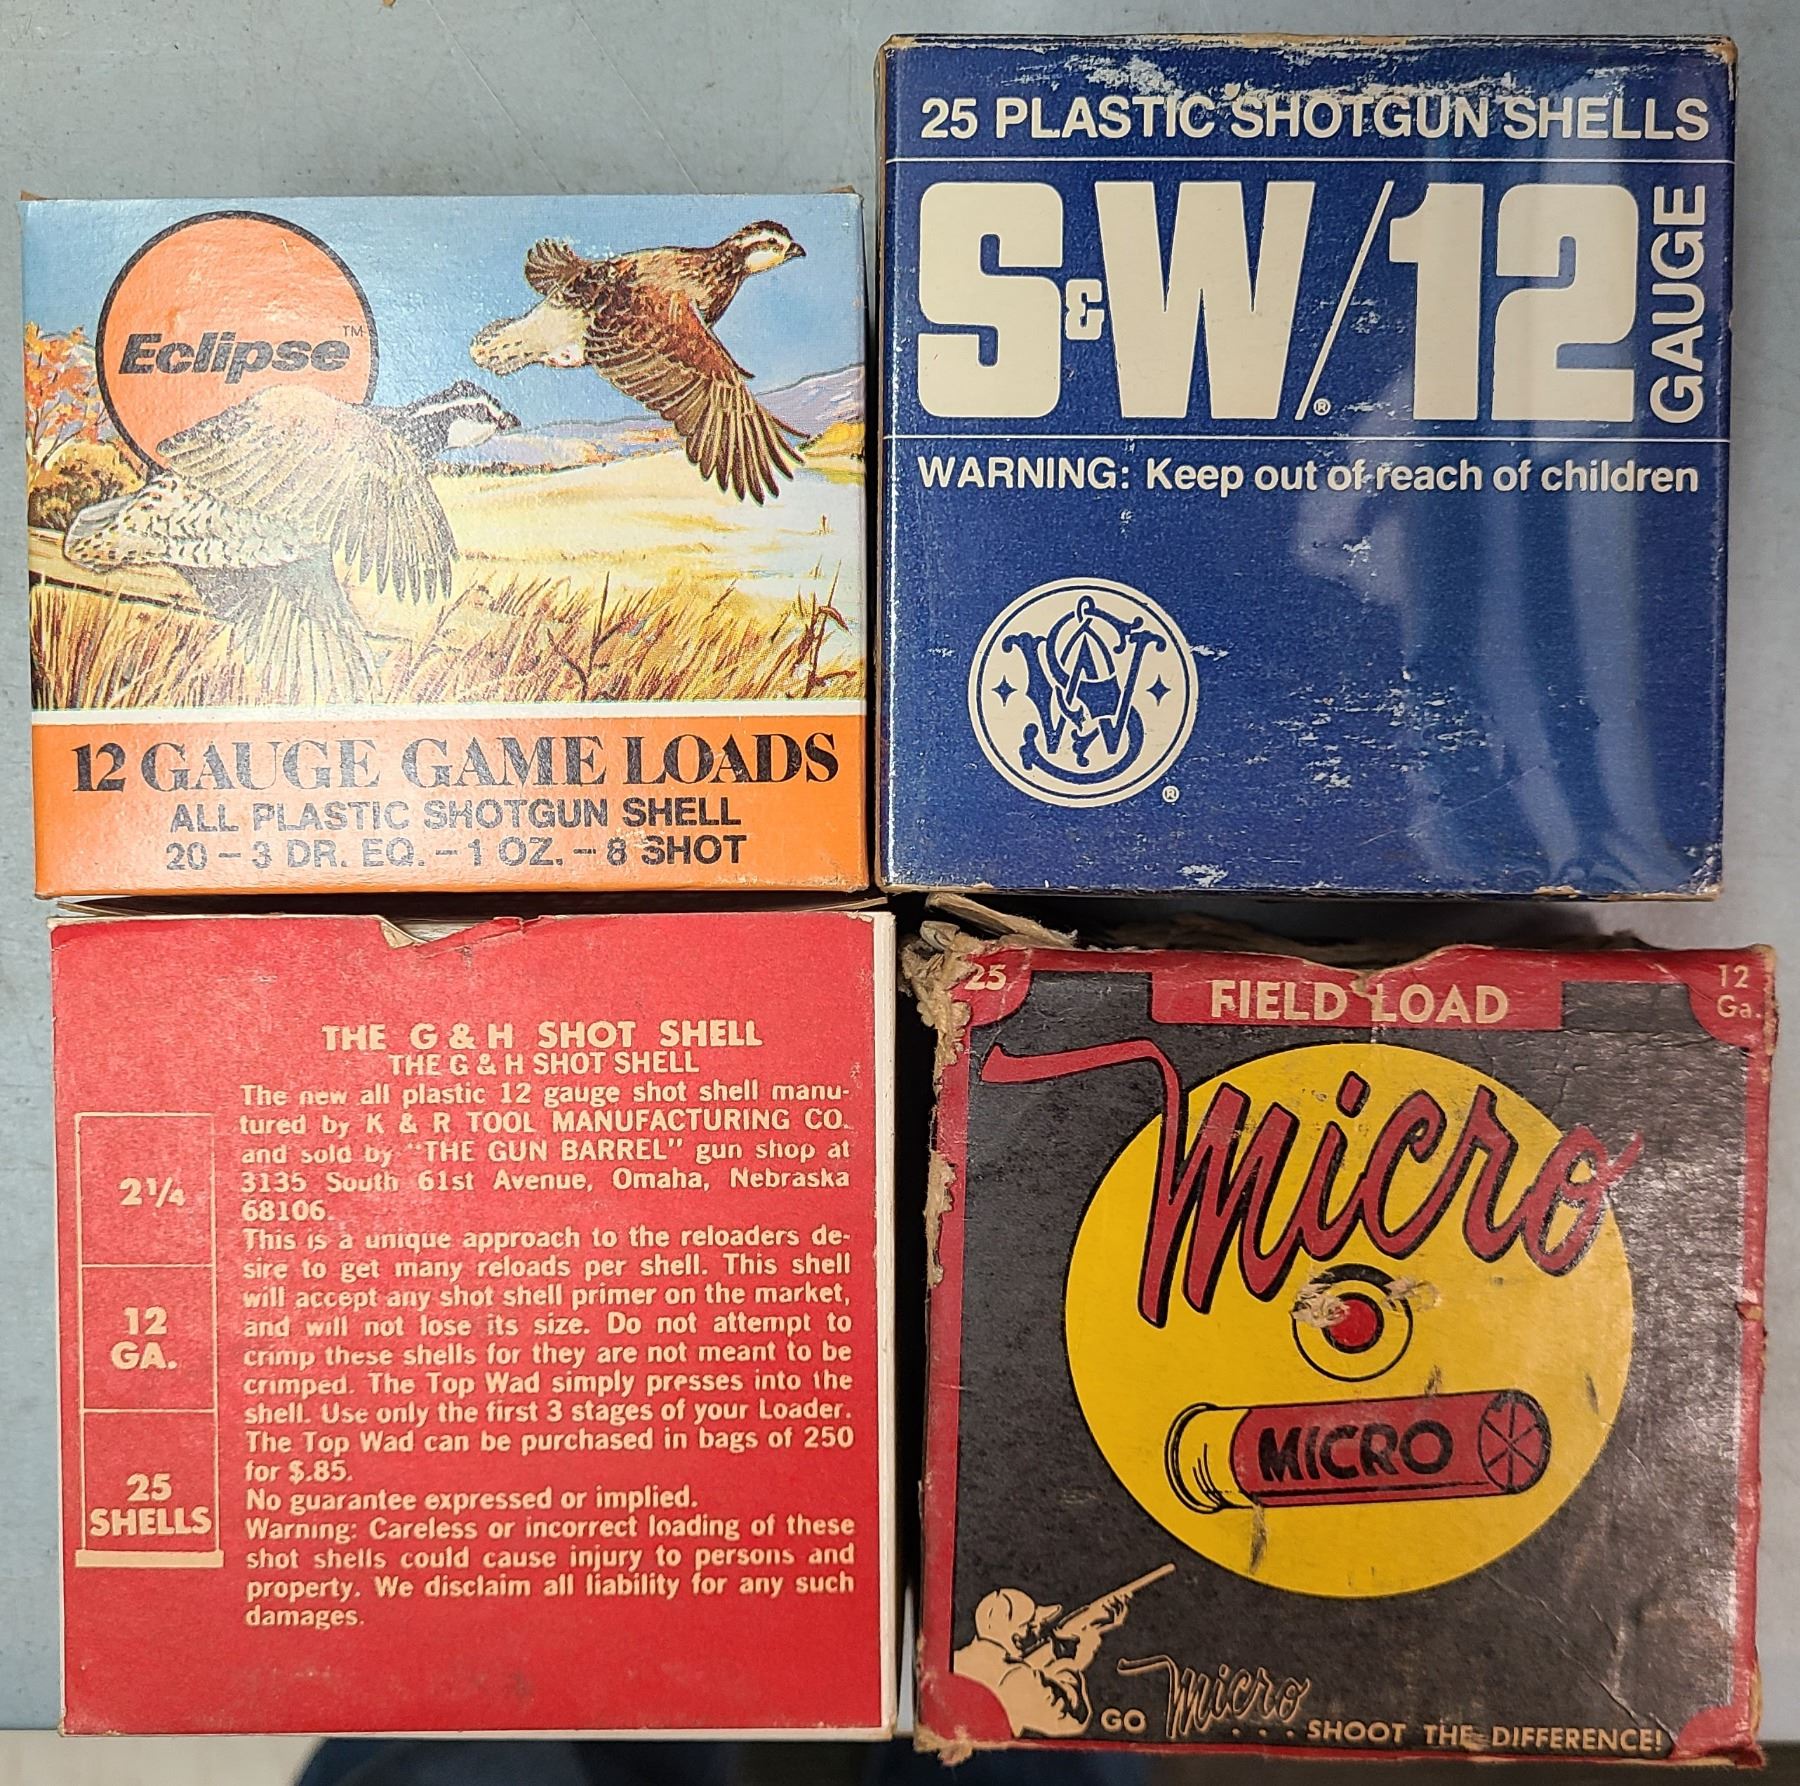 Eclipse™
12 GAUGE GAME LOADS
ALL PLASTIC SHOTGUN SHELL
20 – 3 DR. EQ. – 1 OZ. – 8 SHOT
25 PLASTIC SHOTGUN SHELLS
S&W®/12 GAUGE
WARNING: Keep out of reach of children
SW
®
THE G & H SHOT SHELL
THE G & H SHOT SHELL
The new all plastic 12 gauge shot shell manu-
tured by K & R TOOL MANUFACTURING CO.
and sold by "THE GUN BARREL" gun shop at
3135 South 61st Avenue, Omaha, Nebraska
68106.
This is a unique approach to the reloaders de-
sire to get many reloads per shell. This shell
will accept any shot shell primer on the market,
and will not lose its size. Do not attempt to
crimp these shells for they are not meant to be
crimped. The Top Wad simply presses into the
shell. Use only the first 3 stages of your Loader.
The Top Wad can be purchased in bags of 250
for $.85.
No guarantee expressed or implied.
Warning: Careless or incorrect loading of these
shot shells could cause injury to persons and
property. We disclaim all liability for any such
damages.
2¼
12
GA.
25
SHELLS
25
FIELD LOAD
12
Ga.
Micro
MICRO
GO Micro . . . . SHOOT THE DIFFERENCE!